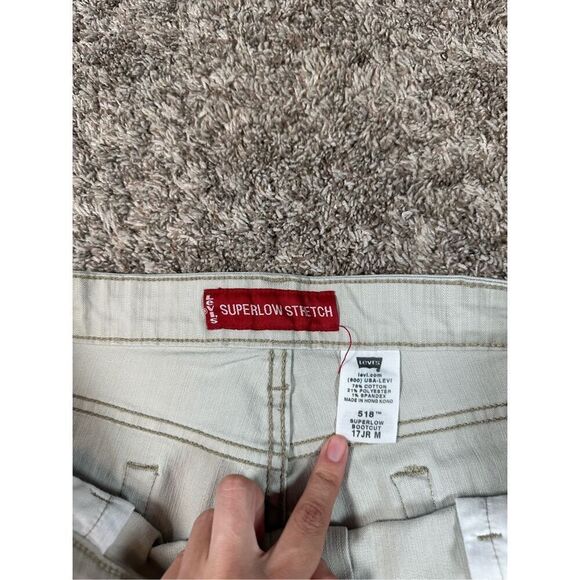 LEVI'S
SUPERLOW STRETCH
LEVI'S
levi.com
(800) USA-LEVI
78% COTTON
21% POLYESTER
1% SPANDEX
MADE IN HONG KONG
518™
SUPERLOW
BOOTCUT
17JR M